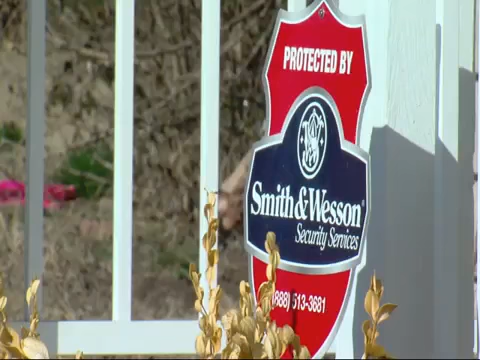 PROTECTED BY
Smith&Wesson
Security Services
(888) 513-3681